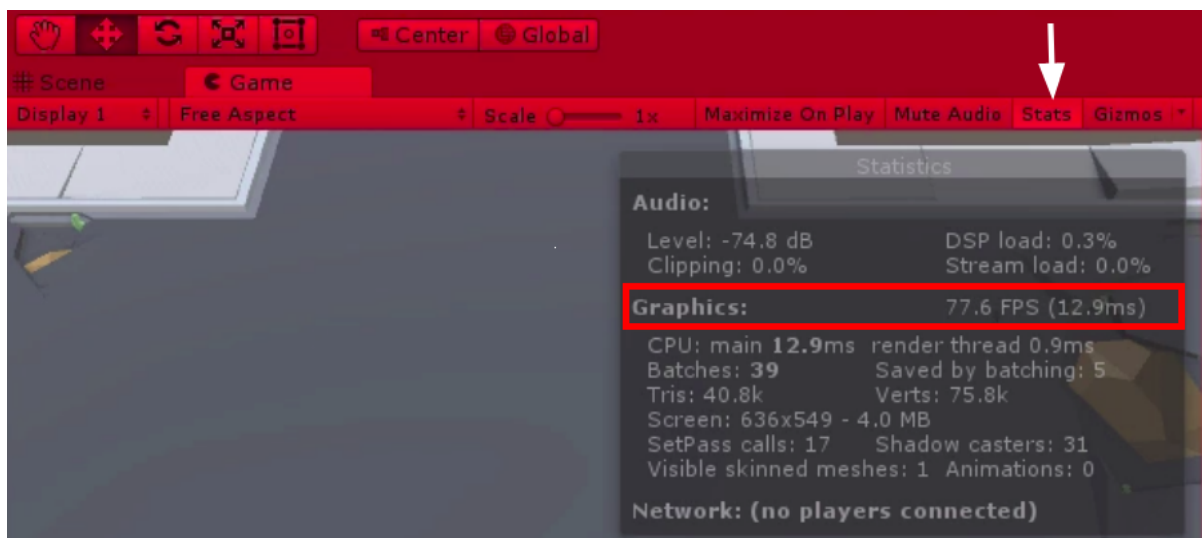 Center Global
Scene Game
Display 1 Free Aspect Scale 1x Maximize On Play Mute Audio Stats Gizmos
Statistics
Audio:
Level: -74.8 dB DSP load: 0.3%
Clipping: 0.0% Stream load: 0.0%
Graphics: 77.6 FPS (12.9ms)
CPU: main 12.9ms render thread 0.9ms
Batches: 39 Saved by batching: 5
Tris: 40.8k Verts: 75.8k
Screen: 636x549 - 4.0 MB
SetPass calls: 17 Shadow casters: 31
Visible skinned meshes: 1 Animations: 0
Network: (no players connected)